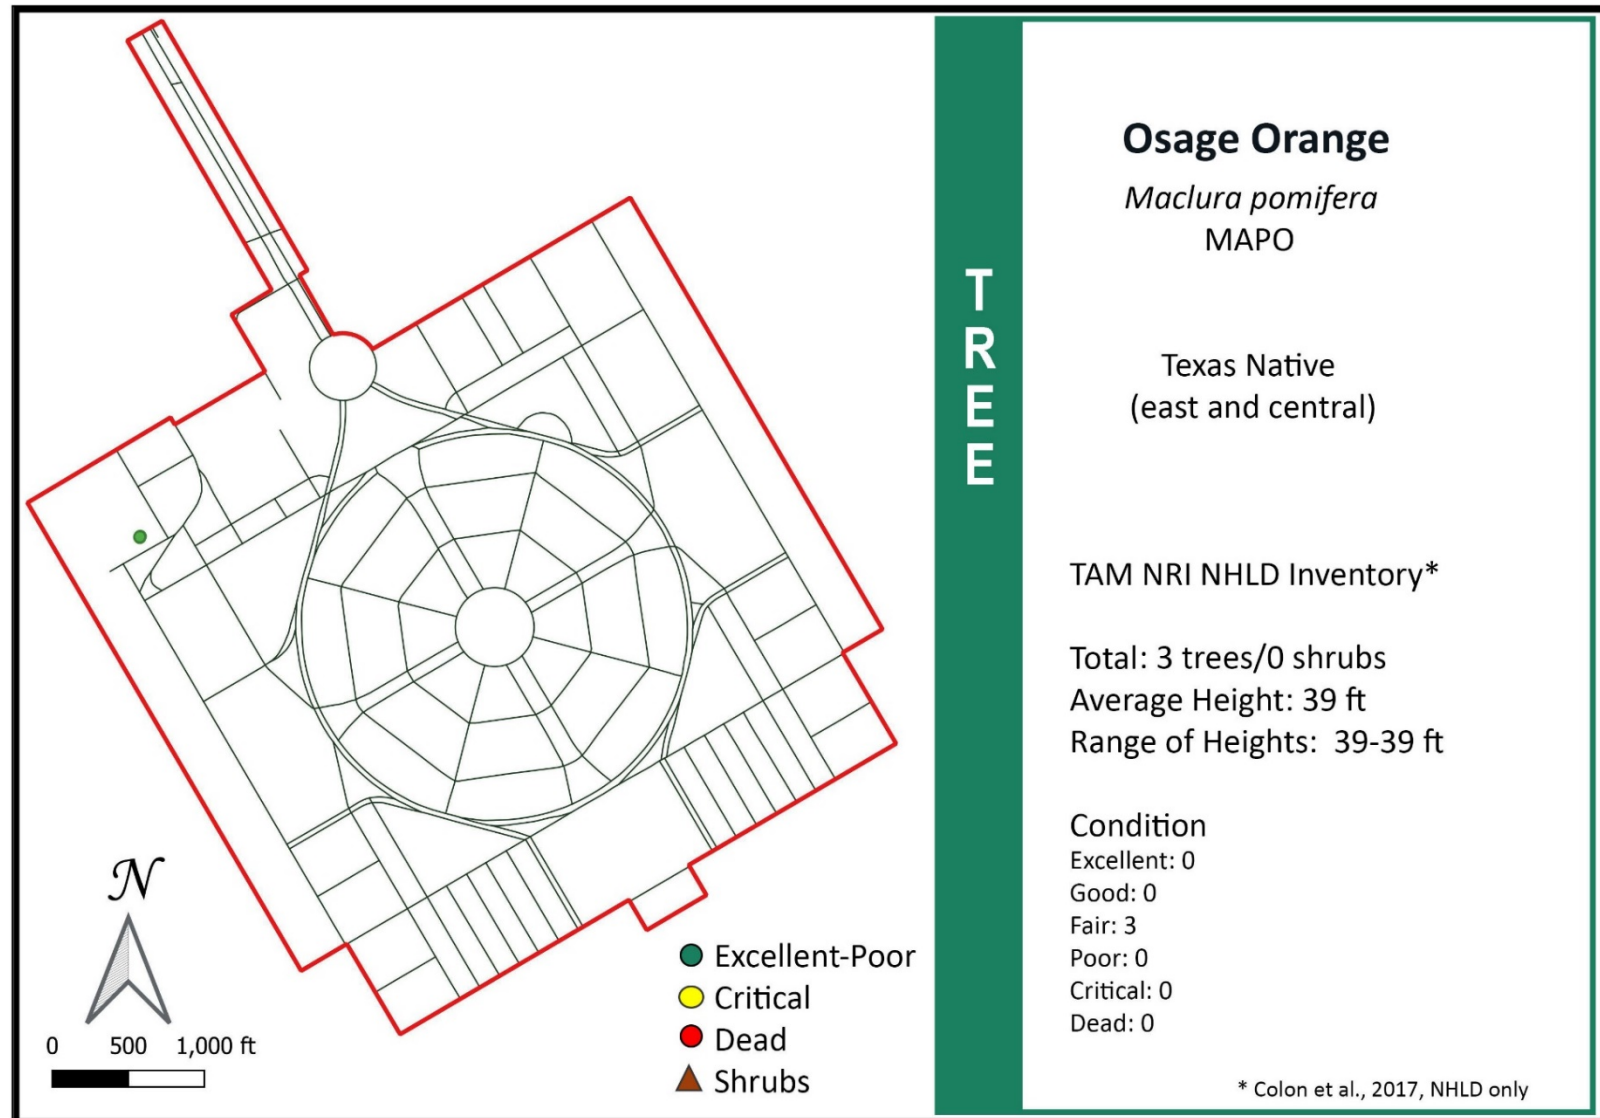 N
0 500 1,000 ft
Excellent-Poor
Critical
Dead
Shrubs
TREE
Osage Orange
Maclura pomifera
MAPO
Texas Native
(east and central)
TAM NRI NHLD Inventory*
Total: 3 trees/0 shrubs
Average Height: 39 ft
Range of Heights: 39-39 ft
Condition
Excellent: 0
Good: 0
Fair: 3
Poor: 0
Critical: 0
Dead: 0
* Colon et al., 2017, NHLD only